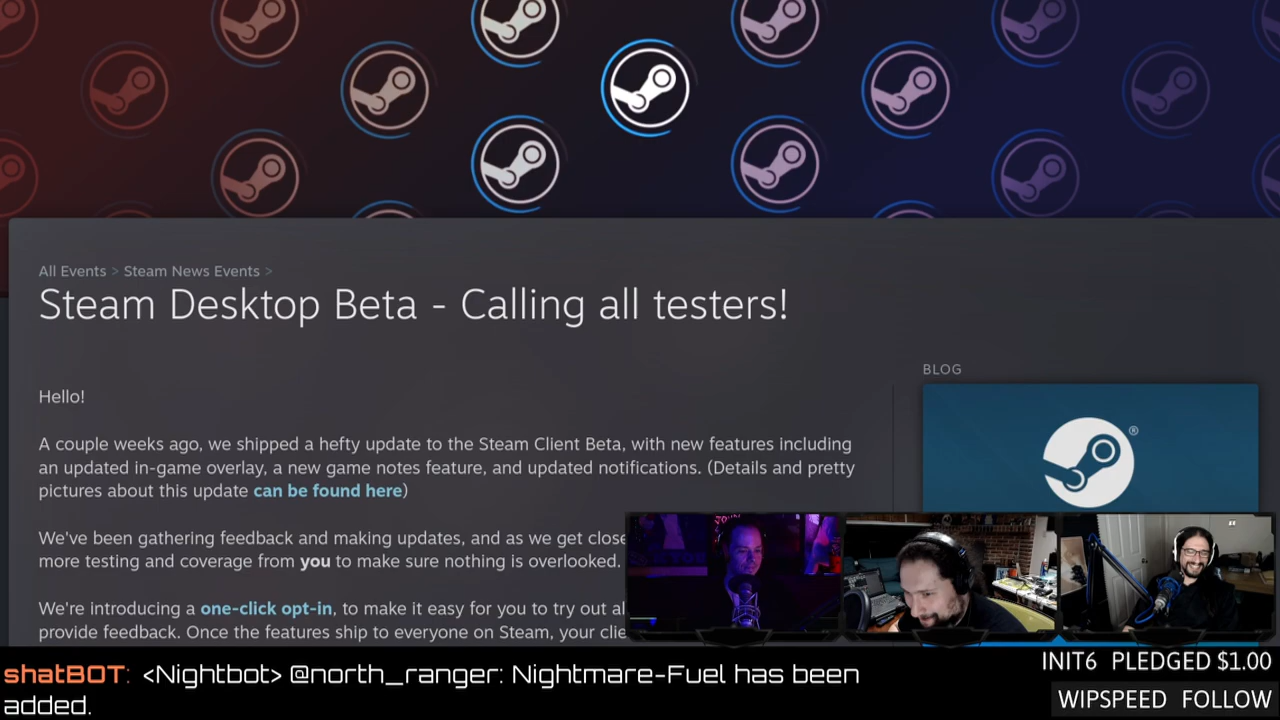 All Events > Steam News Events >
Steam Desktop Beta - Calling all testers!
BLOG
Hello!
A couple weeks ago, we shipped a hefty update to the Steam Client Beta, with new features including
an updated in-game overlay, a new game notes feature, and updated notifications. (Details and pretty
pictures about this update can be found here)
®
We've been gathering feedback and making updates, and as we get close
more testing and coverage from you to make sure nothing is overlooked.
We're introducing a one-click opt-in, to make it easy for you to try out al
provide feedback. Once the features ship to everyone on Steam, your clie
shatBOT: <Nightbot> @north_ranger: Nightmare-Fuel has been
added.
INIT6 PLEDGED $1.00
WIPSPEED FOLLOW